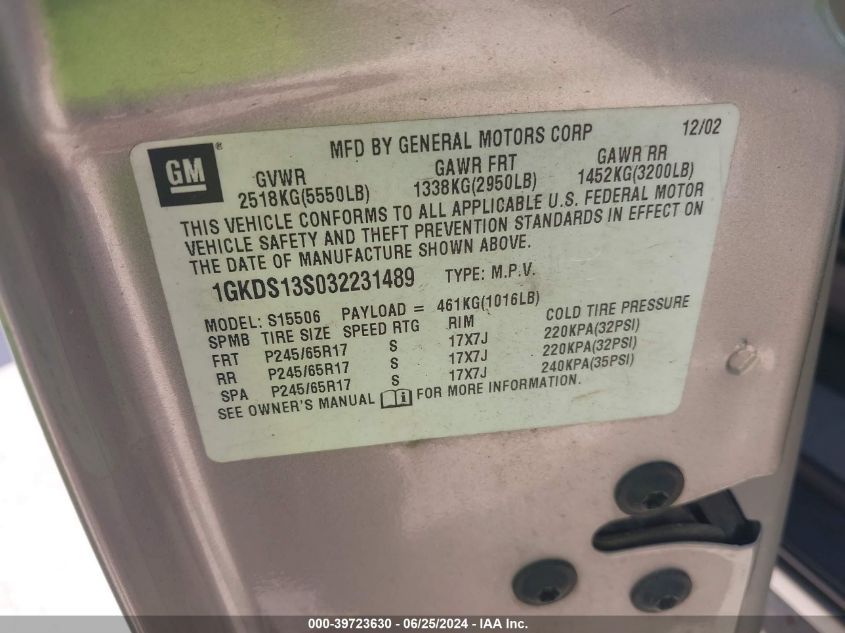 GM
®
MFD BY GENERAL MOTORS CORP 12/02
GVWR GAWR FRT GAWR RR
2518KG(5550LB) 1338KG(2950LB) 1452KG(3200LB)
THIS VEHICLE CONFORMS TO ALL APPLICABLE U.S. FEDERAL MOTOR
VEHICLE SAFETY AND THEFT PREVENTION STANDARDS IN EFFECT ON
THE DATE OF MANUFACTURE SHOWN ABOVE.
1GKDS13S032231489 TYPE: M.P.V.
MODEL: S15506 PAYLOAD = 461KG(1016LB)
SPMB TIRE SIZE SPEED RTG RIM COLD TIRE PRESSURE
FRT P245/65R17 S 17X7J 220KPA(32PSI)
RR P245/65R17 S 17X7J 220KPA(32PSI)
SPA P245/65R17 S 17X7J 240KPA(35PSI)
SEE OWNER'S MANUAL i FOR MORE INFORMATION.
000-39723630 - 06/25/2024 - IAA Inc.